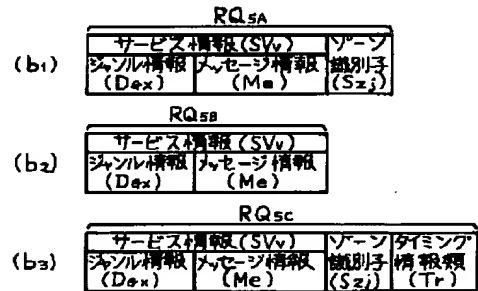 RQ5A
サービス情報(SVv) ゾーン
(b1) ジャンル情報 メッセージ情報 識別子
(Dex) (Me) (Szj)
RQ5B
サービス情報(SVv)
(b2) ジャンル情報 メッセージ情報
(Dex) (Me)
RQ5C
サービス情報(SVv) ゾーン タイミング
(b3) ジャンル情報 メッセージ情報 識別子 情報類
(Dex) (Me) (Szj) (Tr)